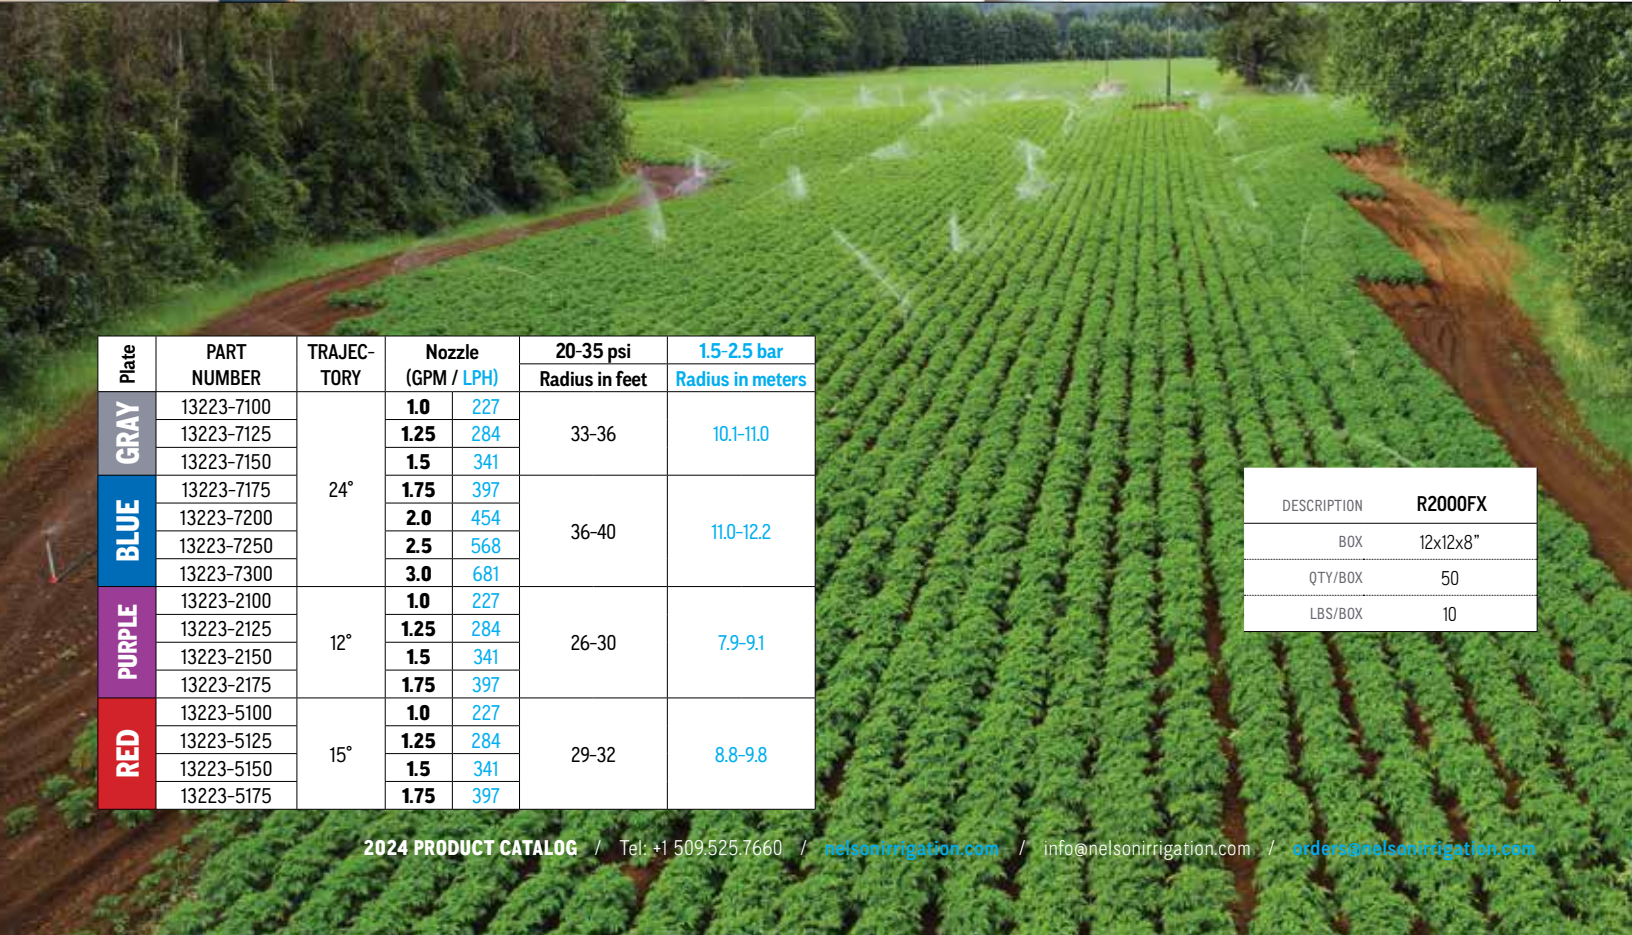 Plate
PART NUMBER
TRAJEC-
TORY
Nozzle
(GPM / LPH)
20-35 psi
Radius in feet
1.5-2.5 bar
Radius in meters
GRAY
13223-7100 1.0 227
13223-7125 1.25 284 33-36 10.1-11.0
13223-7150 1.5 341
24°
BLUE
13223-7175 1.75 397
13223-7200 2.0 454
36-40 11.0-12.2
13223-7250 2.5 568
13223-7300 3.0 681
PURPLE
13223-2100 1.0 227
13223-2125 1.25 284
12° 26-30 7.9-9.1
13223-2150 1.5 341
13223-2175 1.75 397
RED
13223-5100 1.0 227
13223-5125 1.25 284
15° 29-32 8.8-9.8
13223-5150 1.5 341
13223-5175 1.75 397
DESCRIPTION R2000FX
BOX 12x12x8”
QTY/BOX 50
LBS/BOX 10
2024 PRODUCT CATALOG / Tel: +1 509.525.7660 / nelsonirrigation.com / info@nelsonirrigation.com / orders@nelsonirrigation.com